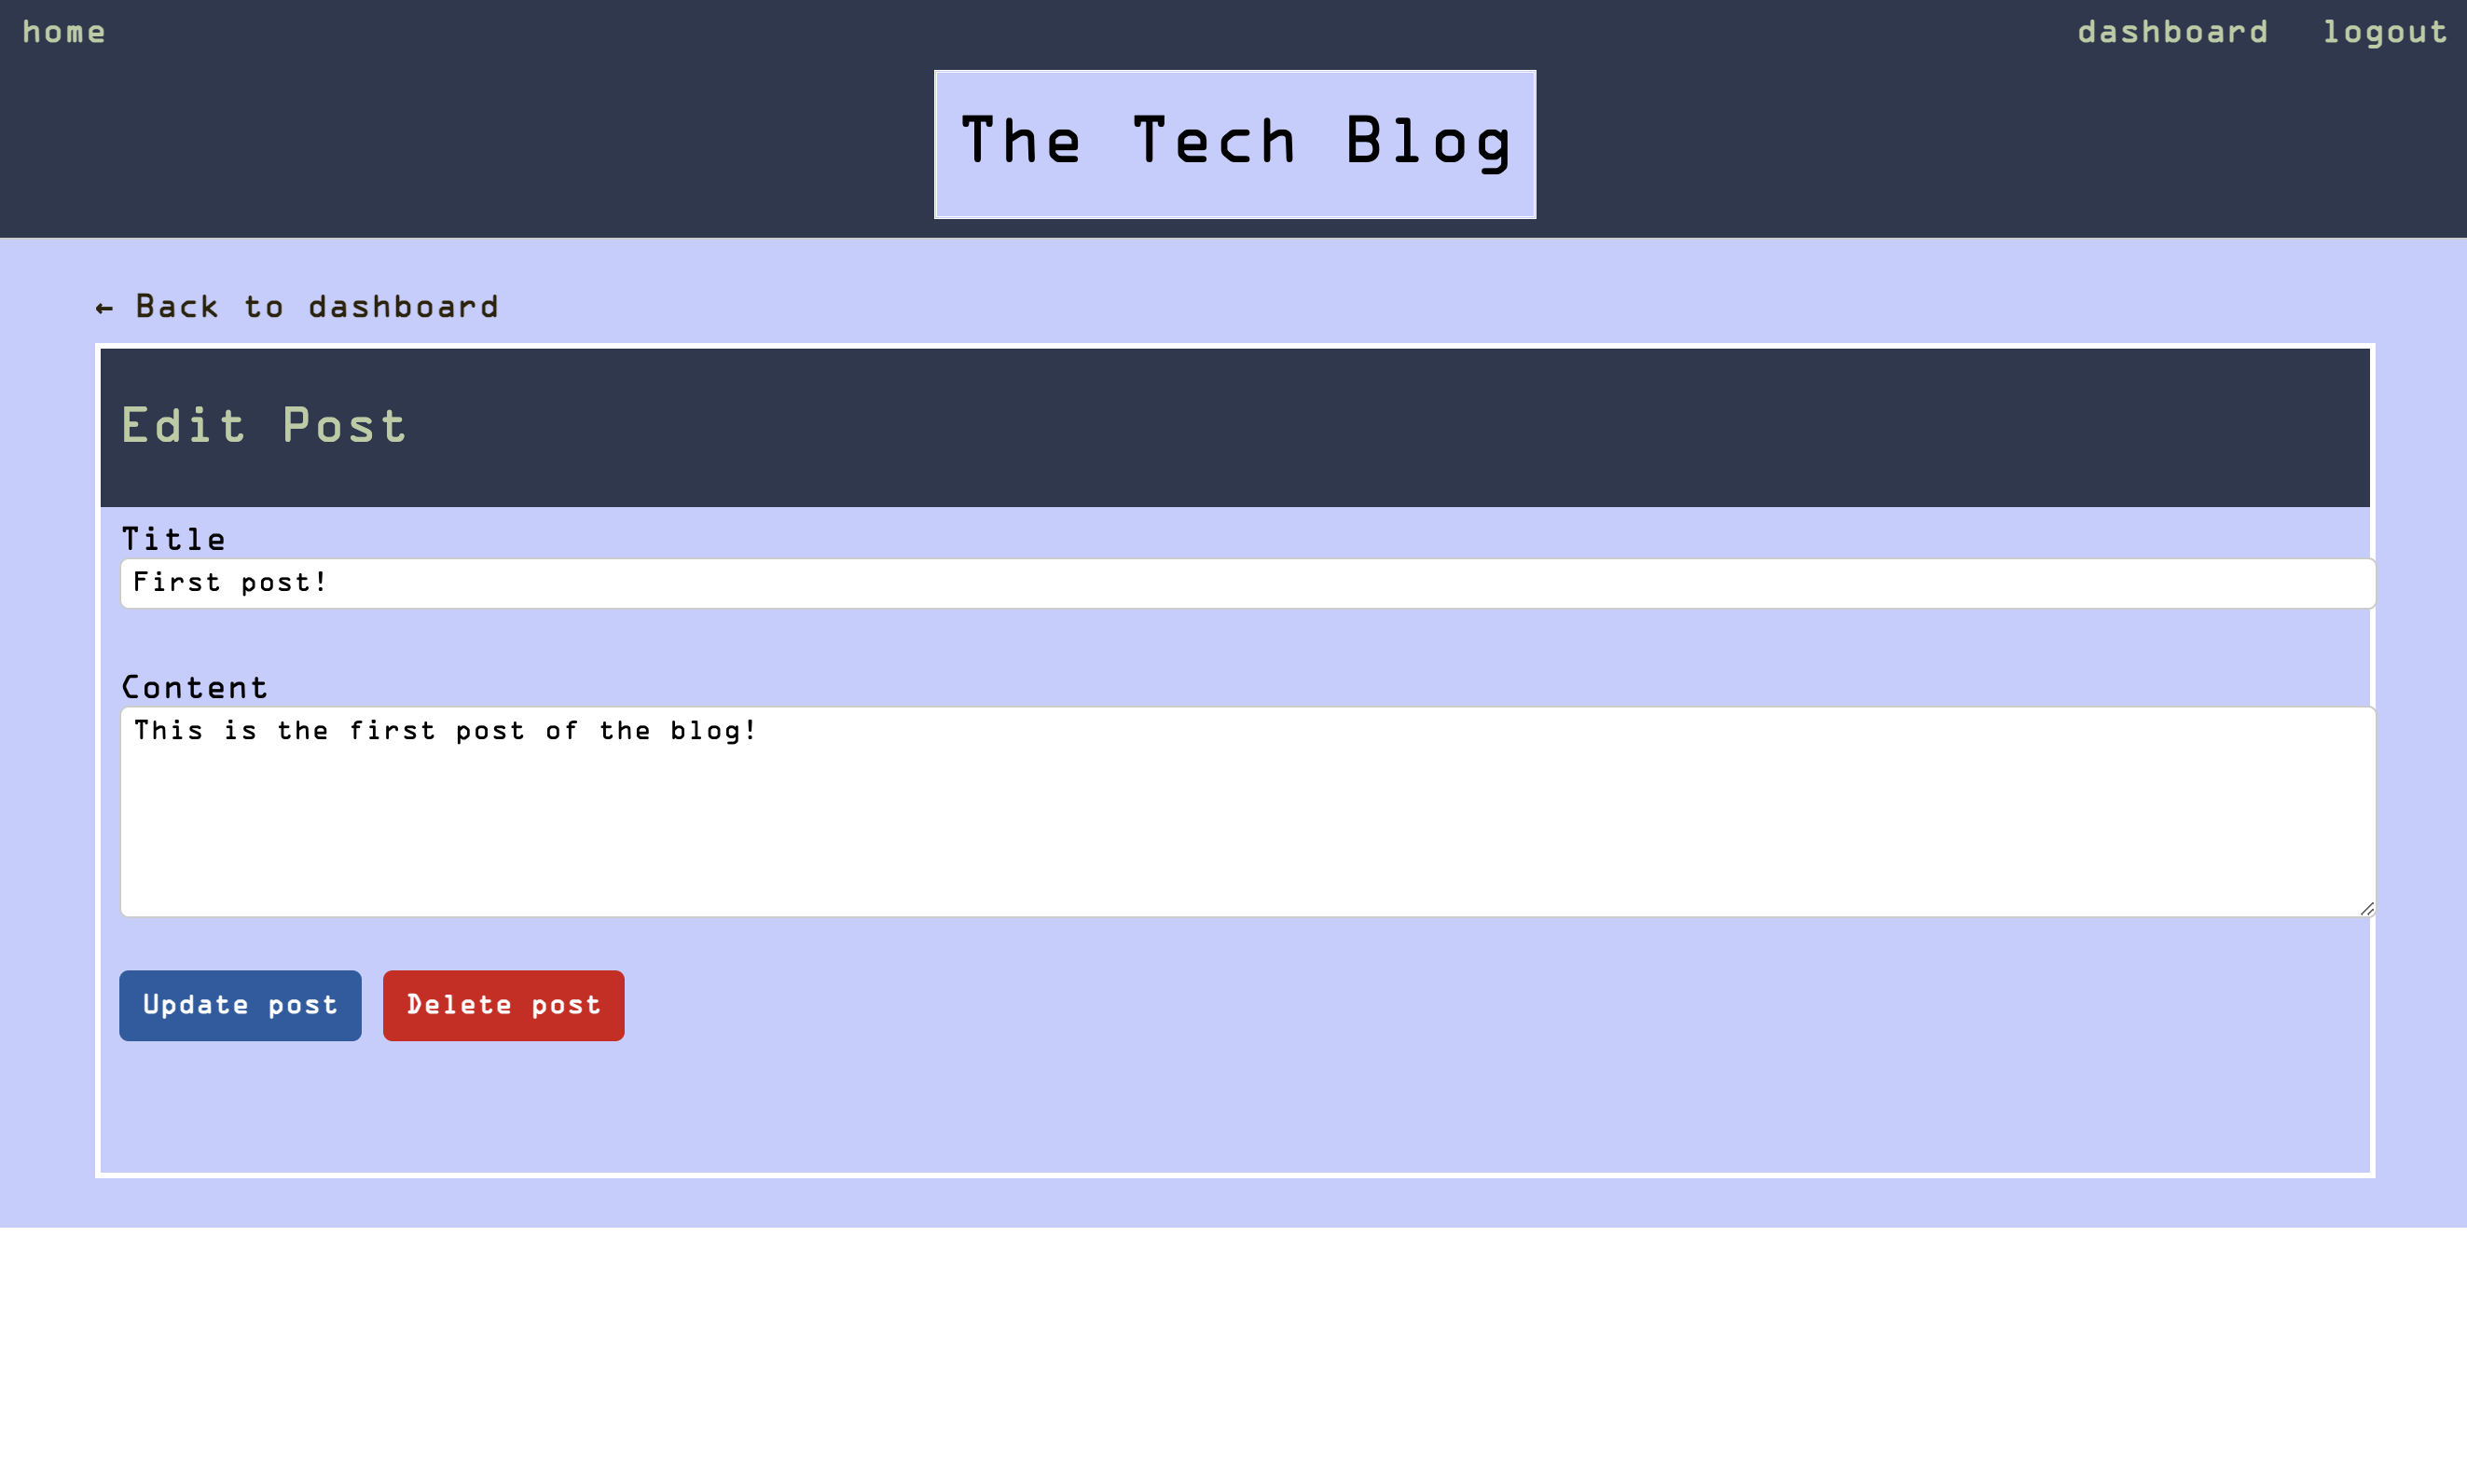 home dashboard logout
The Tech Blog
← Back to dashboard
Edit Post
Title
First post!
Content
This is the first post of the blog!
Update post Delete post